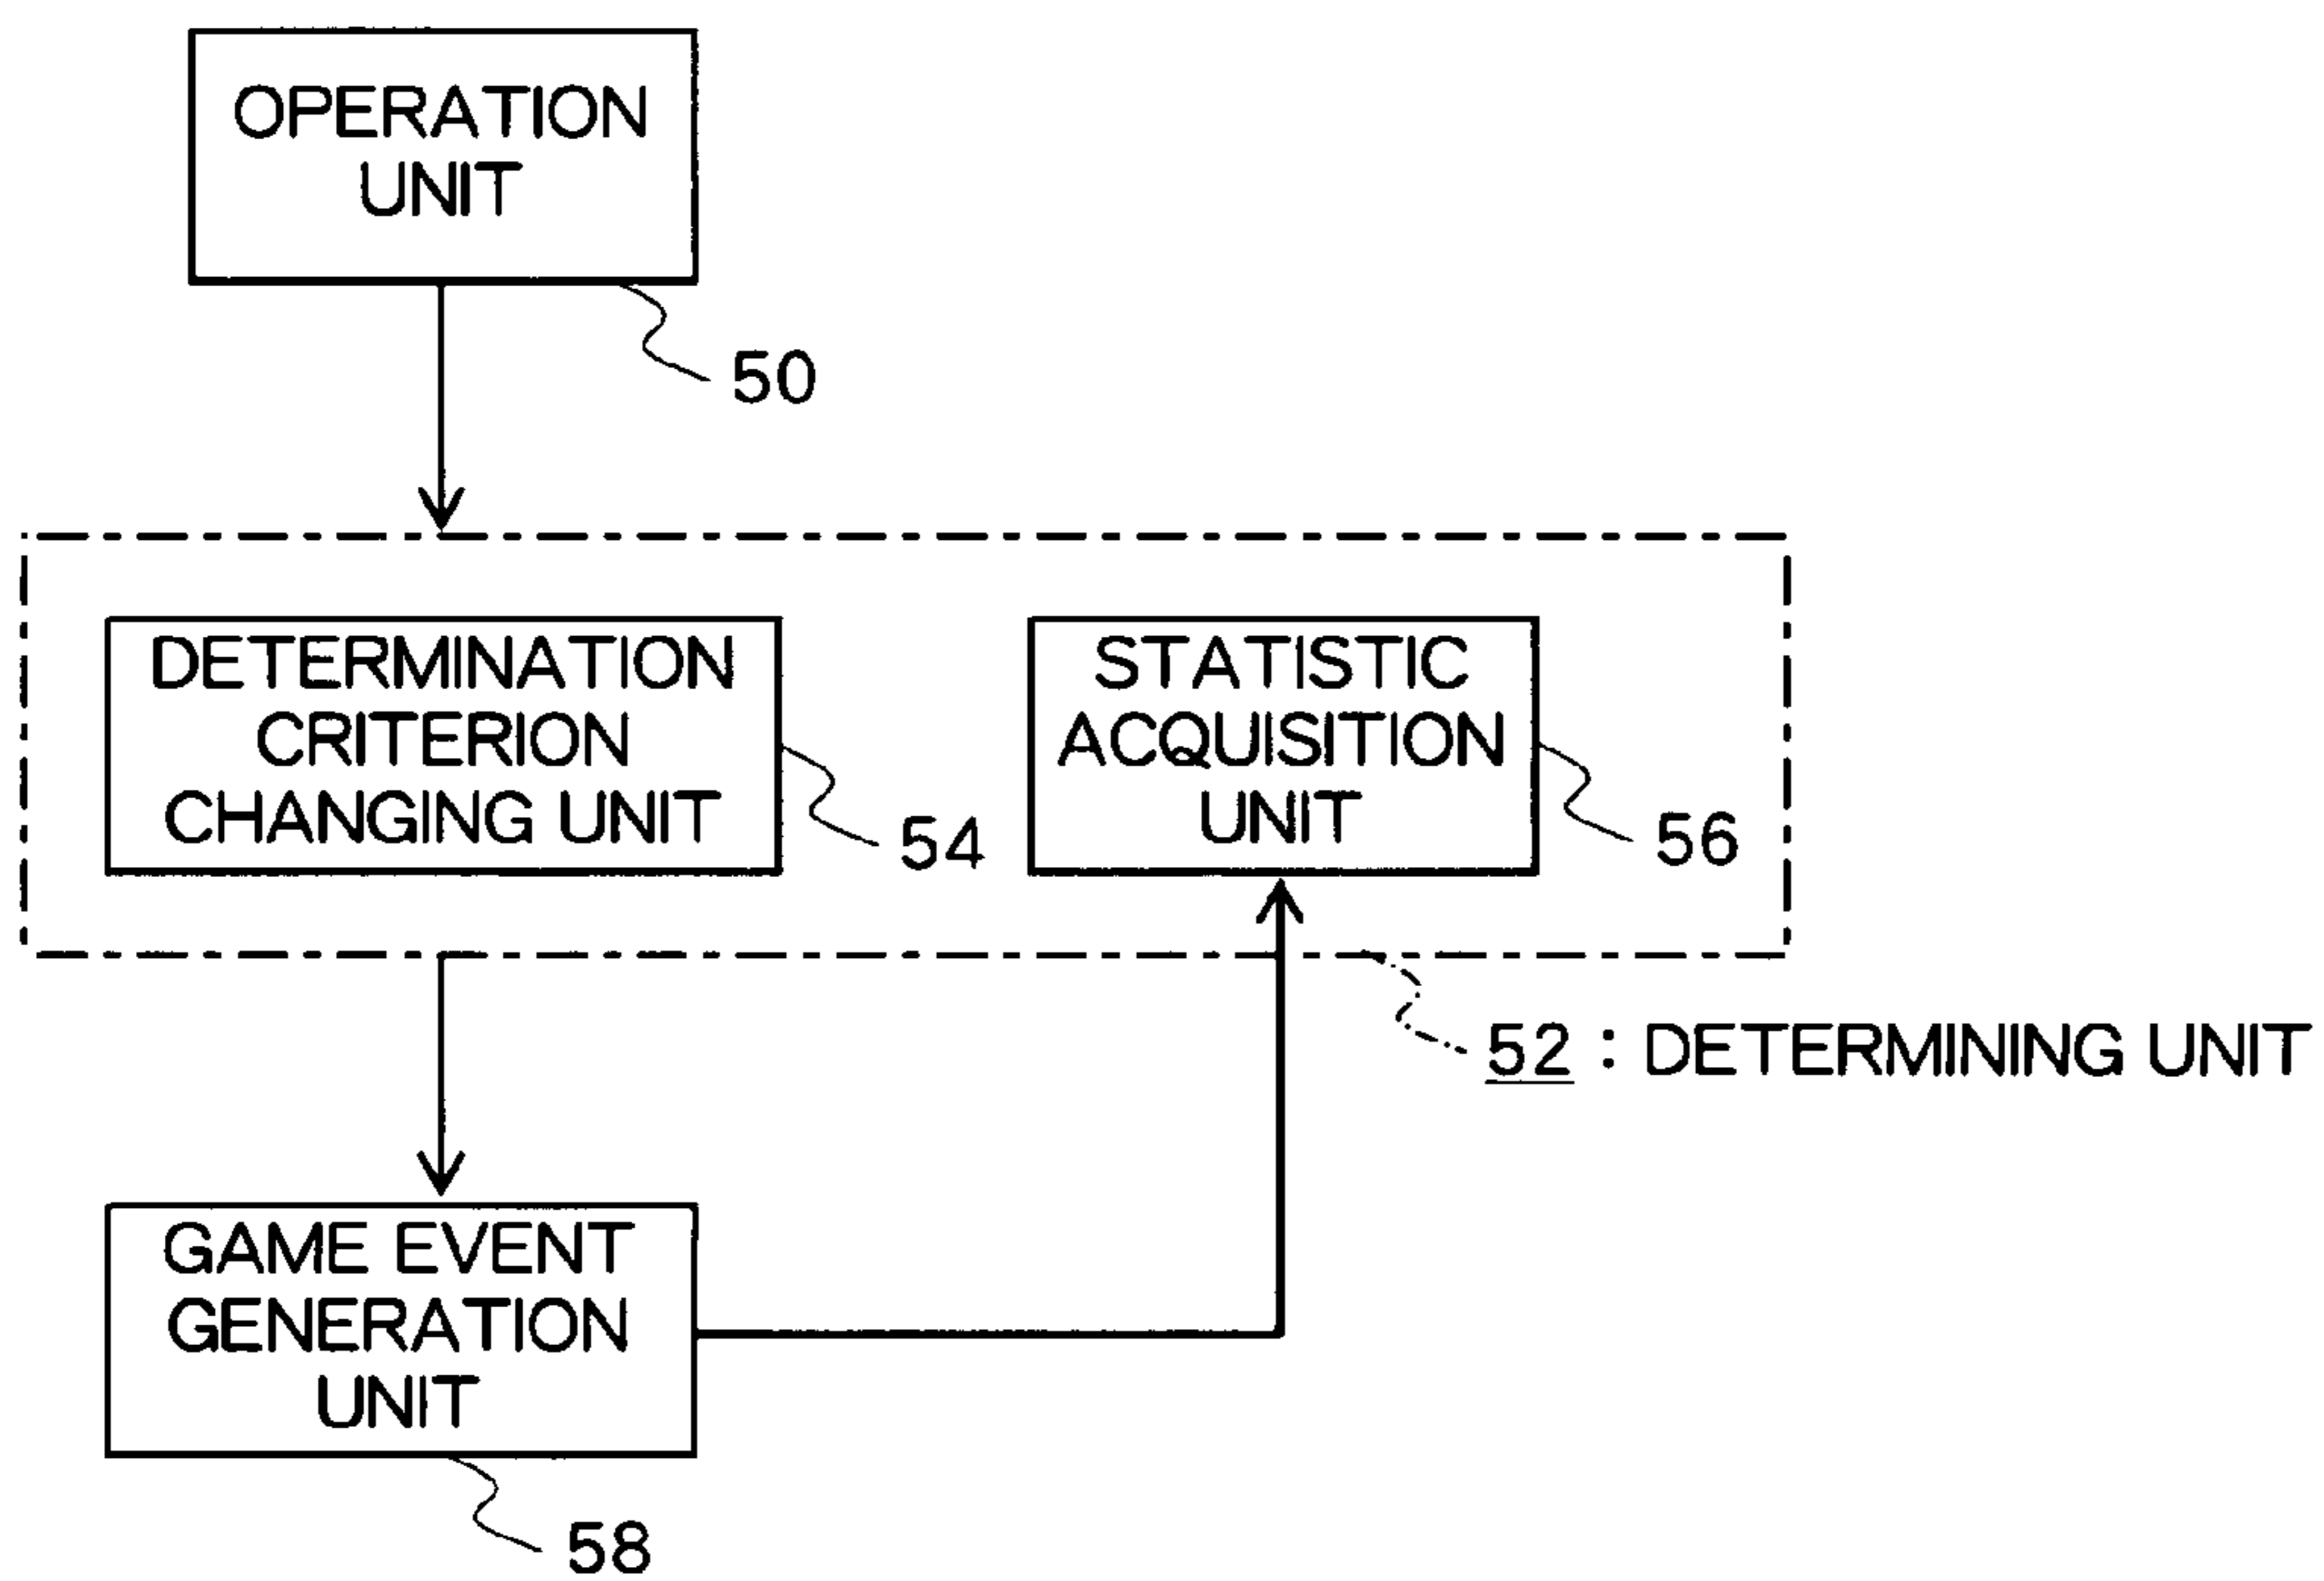 OPERATION
UNIT
50
DETERMINATION
CRITERION
CHANGING UNIT
54
STATISTIC
ACQUISITION
UNIT
56
52 : DETERMINING UNIT
GAME EVENT
GENERATION
UNIT
58